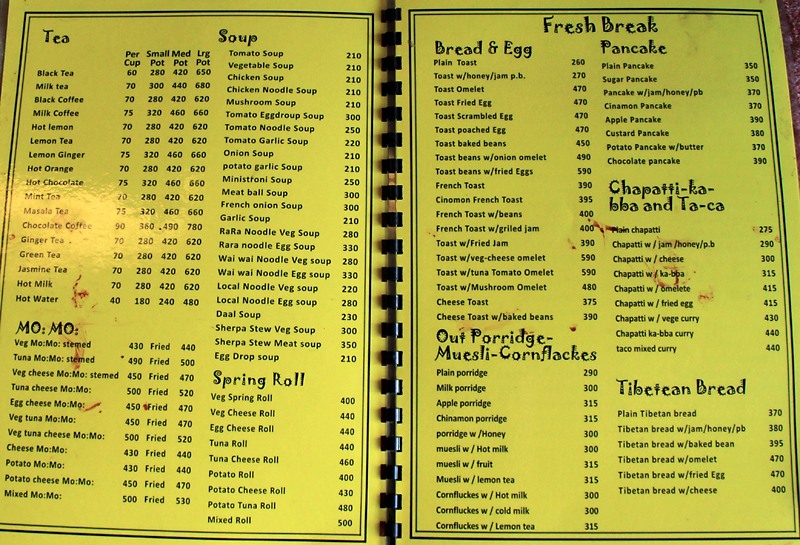 Tea
Per Small Med Lrg
Cup Pot Pot Pot
Black Tea 60 280 420 650
Milk tea 70 300 440 680
Black Coffee 70 280 420 620
Milk Coffee 75 320 460 660
Hot lemon 70 280 420 620
Lemon Tea 70 280 420 620
Lemon Ginger 75 320 460 660
Hot Orange 70 280 420 620
Hot Chocolate 75 320 460 660
Mint Tea 70 280 420 620
Masala Tea 75 320 460 660
Chocolate Coffee 90 360 490 780
Ginger Tea 70 280 420 620
Green Tea 70 280 420 620
Jasmine Tea 70 280 420 620
Hot Milk 70 280 420 620
Hot Water 40 180 240 480
MO: MO:
Veg Mo:Mo: stemed 430 Fried 440
Tuna Mo:Mo: stemed 490 Fried 500
Veg cheese Mo:Mo: stemed 450 Fried 470
Tuna cheese Mo:Mo: 500 Fried 520
Egg cheese Mo:Mo: 450 Fried 470
Veg tuna Mo:Mo: 450 Fried 470
Veg tuna cheese Mo:Mo: 500 Fried 520
Cheese Mo:Mo: 430 Fried 440
Potato Mo:Mo: 430 Fried 440
Potato cheese Mo:Mo: 450 Fried 470
Mixed Mo:Mo: 500 Fried 530
Soup
Tomato Soup 210
Vegetable Soup 210
Chicken Soup 210
Chicken Noodle Soup 210
Mushroom Soup 210
Tomato Eggdroup Soup 300
Tomato Noodle Soup 250
Tomato Garlic Soup 220
Onion Soup 210
potato garlic Soup 210
Ministroni Soup 250
Meat ball Soup 300
French onion Soup 300
Garlic Soup 210
RaRa Noodle Veg Soup 280
Rara noodle Egg Soup 330
Wai wai Noodle Veg soup 280
Wai wai Noodle Egg soup 330
Local Noodle Veg soup 220
Local Noodle Egg soup 280
Daal Soup 230
Sherpa Stew Veg Soup 300
Sherpa Stew Meat soup 350
Egg Drop soup 210
Spring Roll
Veg Spring Roll 400
Veg Cheese Roll 440
Egg Cheese Roll 440
Tuna Roll 440
Tuna Cheese Roll 460
Potato Roll 400
Potato Cheese Roll 430
Potato Tuna Roll 480
Mixed Roll 500
Fresh Break
Bread & Egg
Plain Toast 260
Toast w/honey/jam p.b. 270
Toast Omelet 470
Toast Fried Egg 470
Toast Scrambled Egg 470
Toast poached Egg 470
Toast baked beans 450
Toast beans w/onion omelet 490
Toast beans w/fried Eggs 590
French Toast 390
Cinomon French Toast 395
French Toast w/beans 400
French Toast w/griled jam 400
Toast w/Fried Jam 390
Toast w/veg-cheese omelet 590
Toast w/tuna Tomato Omelet 590
Toast w/Mushroom Omelet 480
Cheese Toast 375
Cheese Toast w/baked beans 390
Out Porridge-
Muesli-Cornflackes
Plain porridge 290
Milk porridge 300
Apple porridge 315
Chinamon porridge 315
porridge w /Honey 300
muesli w / Hot milk 300
muesli w / fruit 315
Muesli w / lemon tea 315
Cornfluckes w / Hot milk 300
Cornfluckes w / cold milk 300
Cornfluckes w / Lemon tea 315
Pancake
Plain Pancake 350
Sugar Pancake 350
Pancake w/jam/honey/pb 370
Cinamon Pancake 370
Apple Pancake 390
Custard Pancake 380
Potato Pancake w/butter 370
Chocolate pancake 390
Chapatti-ka-
bba and Ta-ca
Plain chapatti 275
Chapatti w / jam /honey/p.b 290
Chapatti w / cheese 300
Chapatti w / ka-bba 315
Chapatti w / omelete 415
Chapatti w / fried egg 415
Chapatti w / vege curry 430
Chapatti ka-bba curry 440
taco mixed curry 440
Tibetean Bread
Plain Tibetan bread 370
Tibetan bread w/jam/honey/pb 380
Tibetan bread w/baked bean 395
Tibetan bread w/omelet 470
Tibetan bread w/fried Egg 470
Tibetan bread w/cheese 400